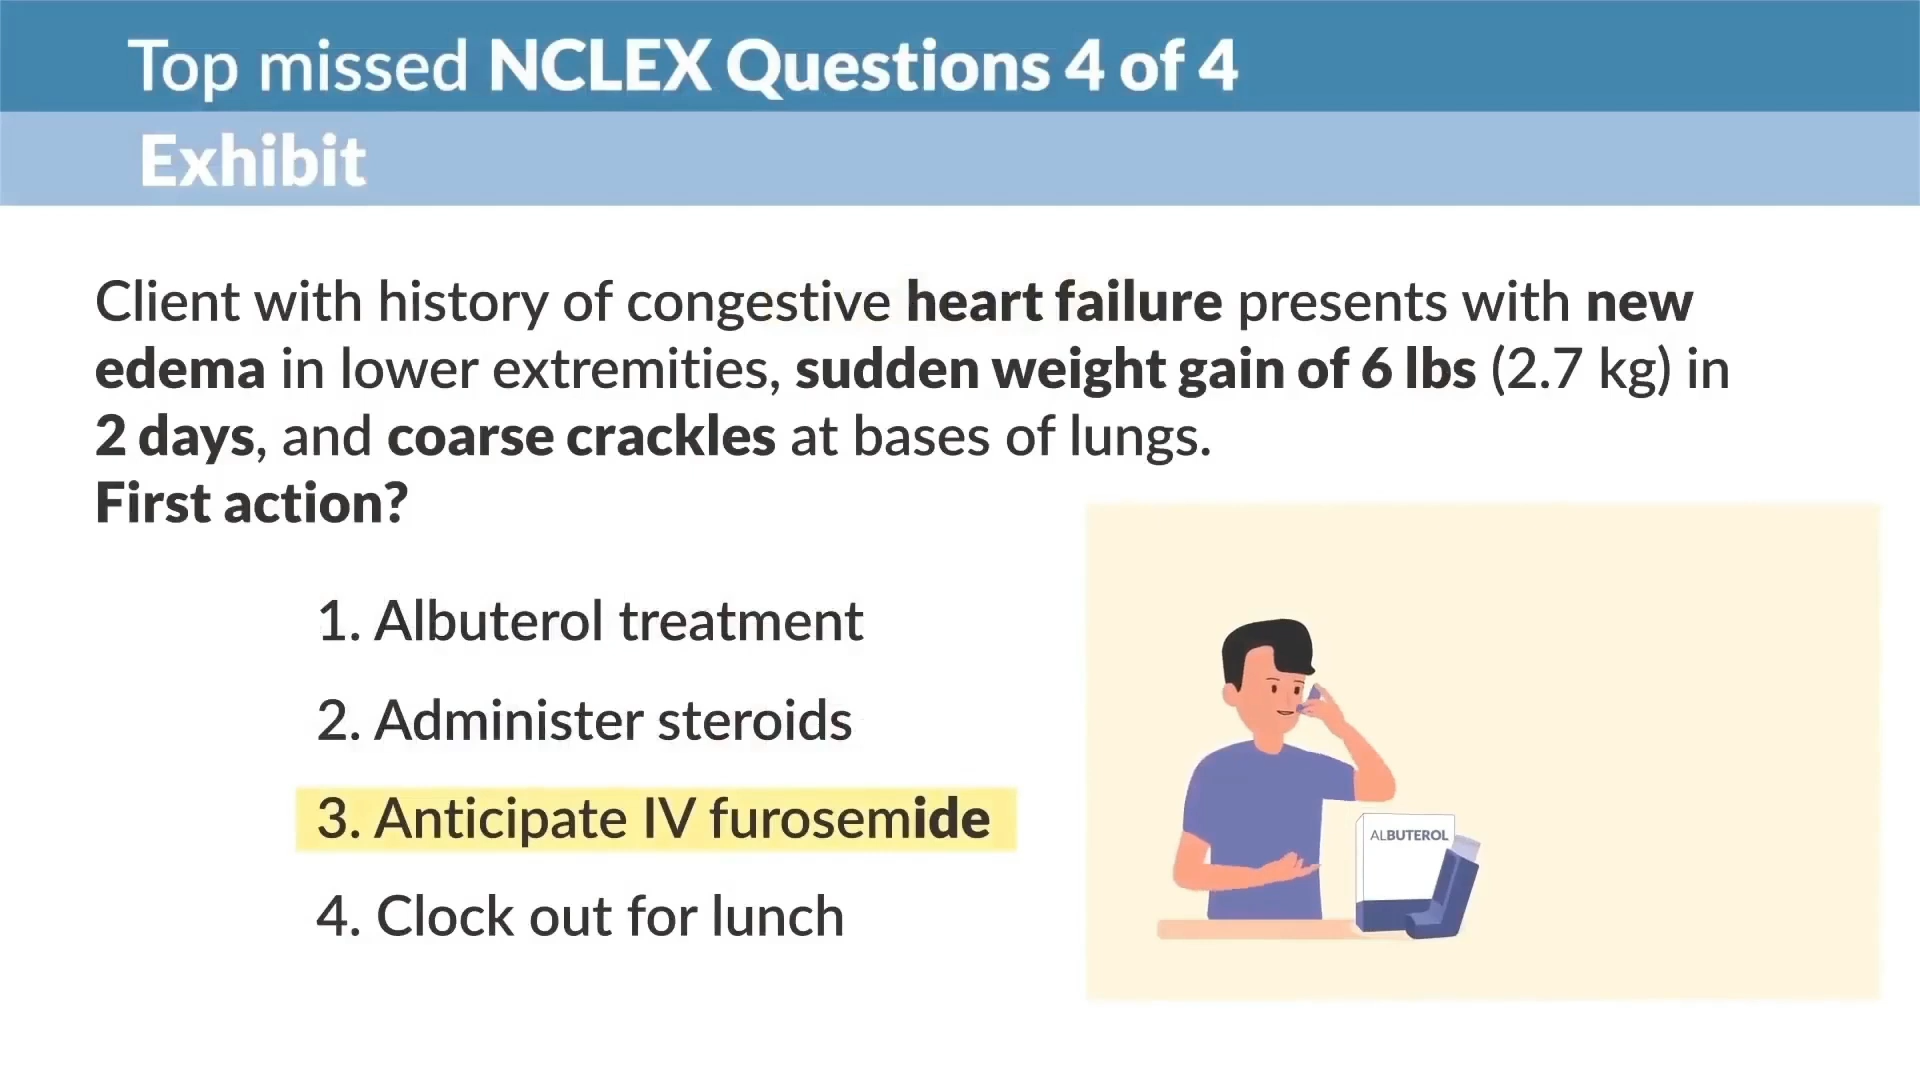 Top missed NCLEX Questions 4 of 4
Exhibit
Client with history of congestive heart failure presents with new
edema in lower extremities, sudden weight gain of 6 lbs (2.7 kg) in
2 days, and coarse crackles at bases of lungs.
First action?
1. Albuterol treatment
2. Administer steroids
3. Anticipate IV furosemide
4. Clock out for lunch
ALBUTEROL